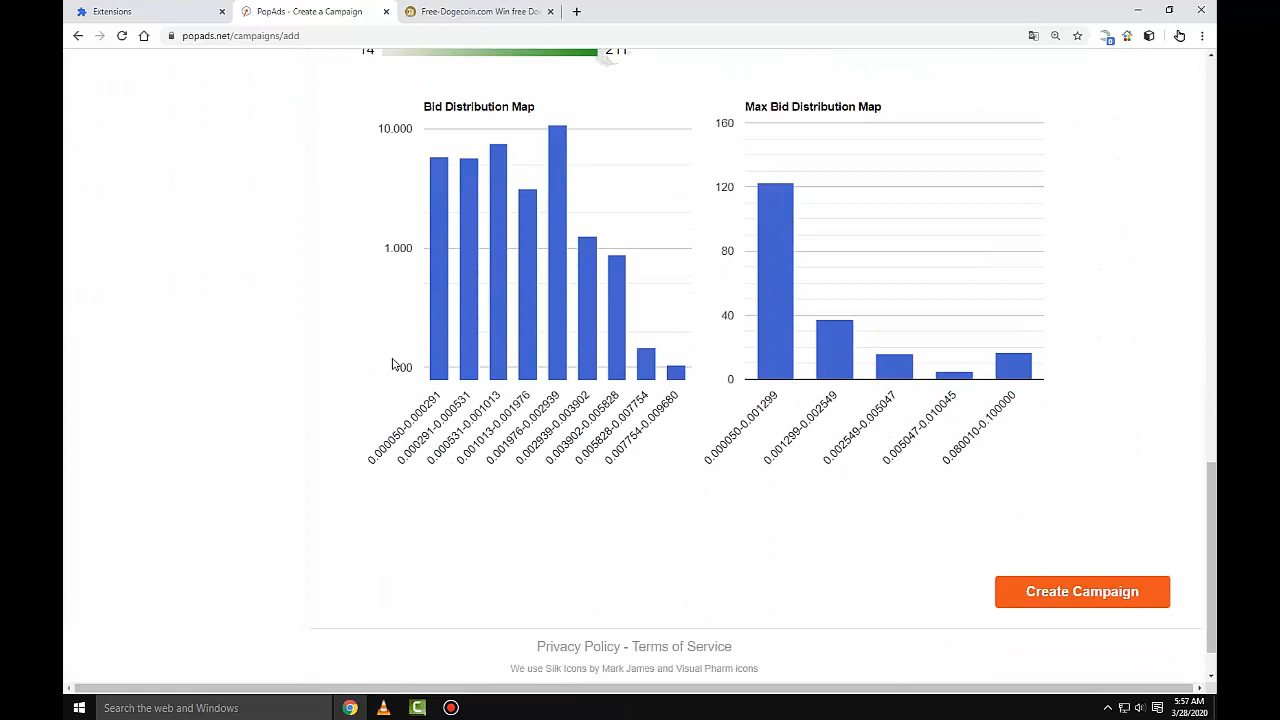 Extensions
PopAds - Create a Campaign
Free-Dogecoin.com Win free Do
popads.net/campaigns/add
Bid Distribution Map
10.000
1.000
0.000050-0.000291
0.000291-0.000531
0.000531-0.001013
0.001013-0.001976
0.001976-0.002939
0.002939-0.003902
0.003902-0.005828
0.005828-0.007754
0.007754-0.009680
Max Bid Distribution Map
160
120
80
40
0
0.000050-0.001299
0.001299-0.002549
0.002549-0.005047
0.005047-0.010045
0.080010-0.100000
Create Campaign
Privacy Policy - Terms of Service
We use Silk Icons by Mark James and Visual Pharm icons
Search the web and Windows
5:57 AM
3/28/2020